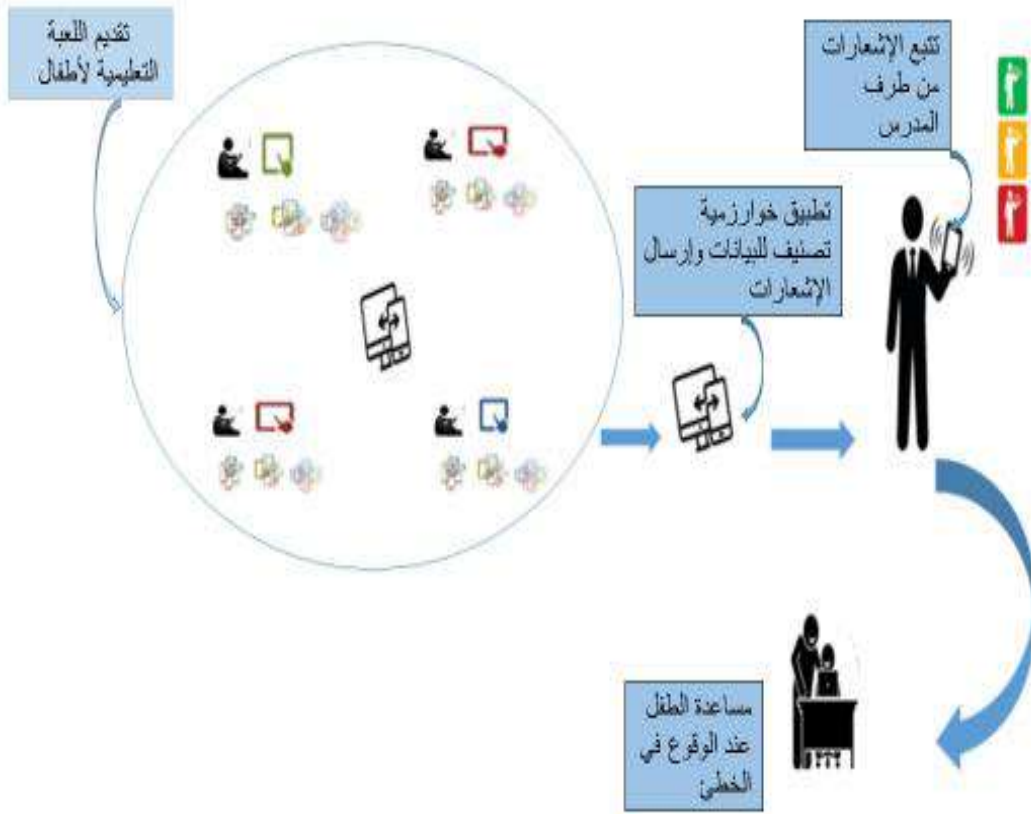 تقديم اللعبة
التعليمية لأطفال
تتبع الإشعارات
من طرف
المدرس
تطبيق خوارزمية
تصنيف للبيانات وإرسال
الإشعارات
مساعدة الطفل
عند الوقوع في
الخطئ